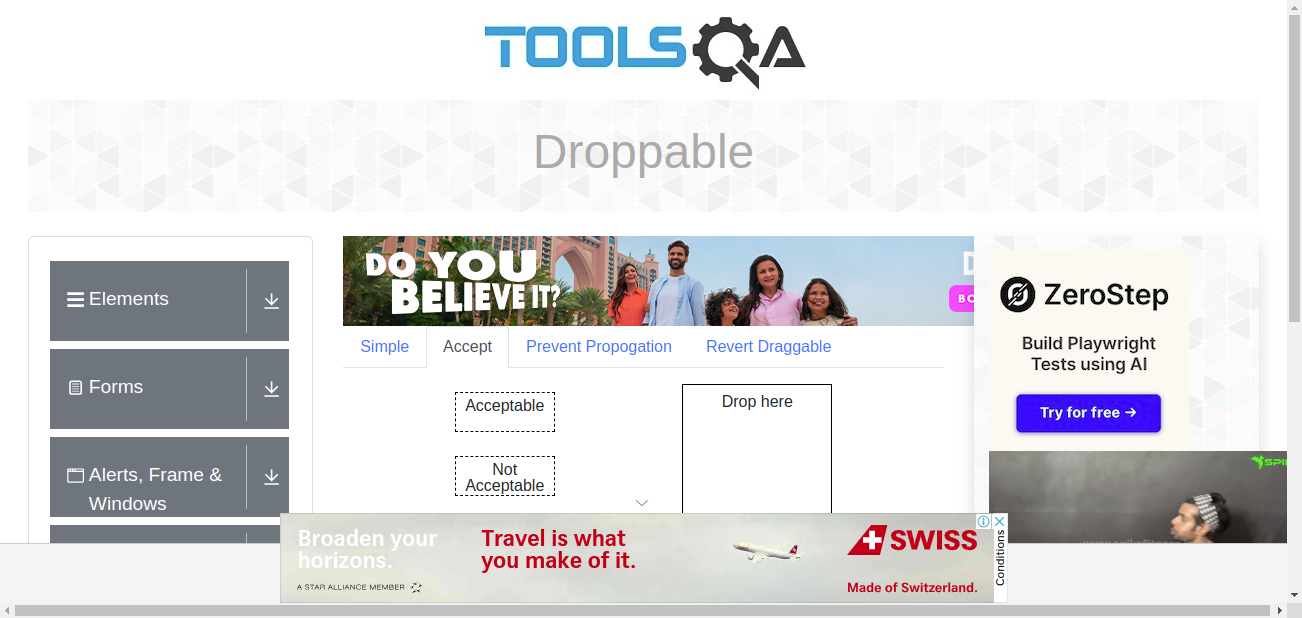 TOOLSQA
Droppable
Elements
Forms
Alerts, Frame &
Windows
DO YOU
BELIEVE IT?
Simple
Accept
Prevent Propogation
Revert Draggable
Acceptable
Not
Acceptable
Drop here
ZeroStep
Build Playwright
Tests using AI
Try for free →
Broaden your
horizons.
A STAR ALLIANCE MEMBER
Travel is what
you make of it.
SWISS
Made of Switzerland.
Conditions